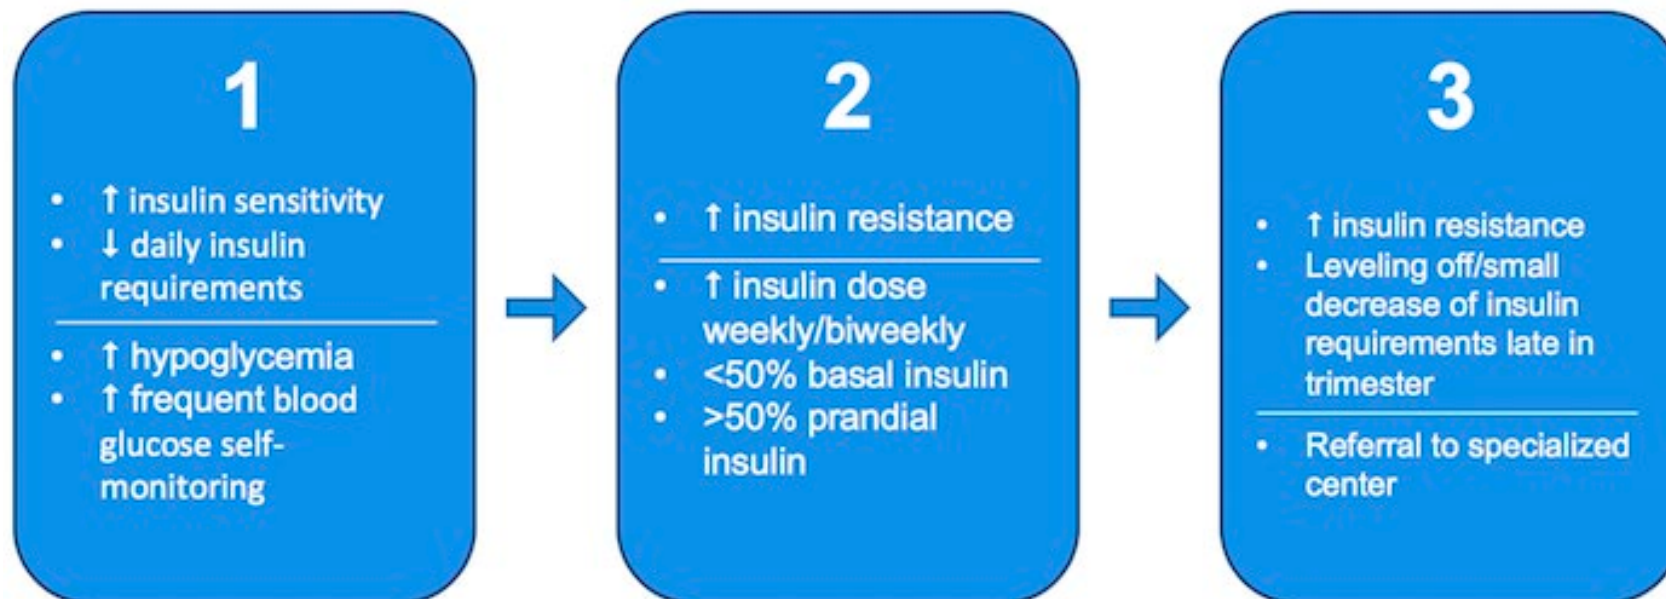 1
• ↑ insulin sensitivity
• ↓ daily insulin
requirements
• ↑ hypoglycemia
• ↑ frequent blood
glucose self-
monitoring
2
• ↑ insulin resistance
• ↑ insulin dose
weekly/biweekly
• <50% basal insulin
• >50% prandial
insulin
3
• ↑ insulin resistance
• Leveling off/small
decrease of insulin
requirements late in
trimester
• Referral to specialized
center